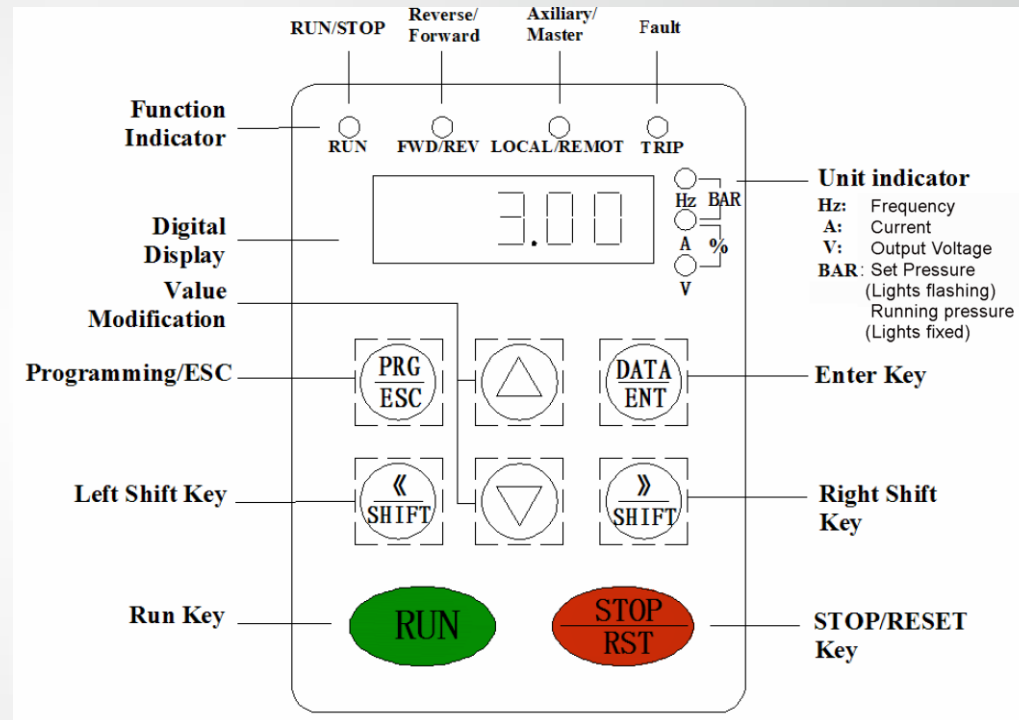 RUN/STOP
Reverse/
Forward
Axiliary/
Master
Fault
Function
Indicator
RUN
FWD/REV
LOCAL/REMOT
TRIP
Digital
Display
3.00
Hz BAR
A %
V
Unit indicator
Hz: Frequency
A: Current
V: Output Voltage
BAR: Set Pressure
(Lights flashing)
Running pressure
(Lights fixed)
Value
Modification
Programming/ESC
PRG
ESC
DATA
ENT
Enter Key
Left Shift Key
《
SHIFT
》
SHIFT
Right Shift
Key
Run Key
RUN
STOP
RST
STOP/RESET
Key